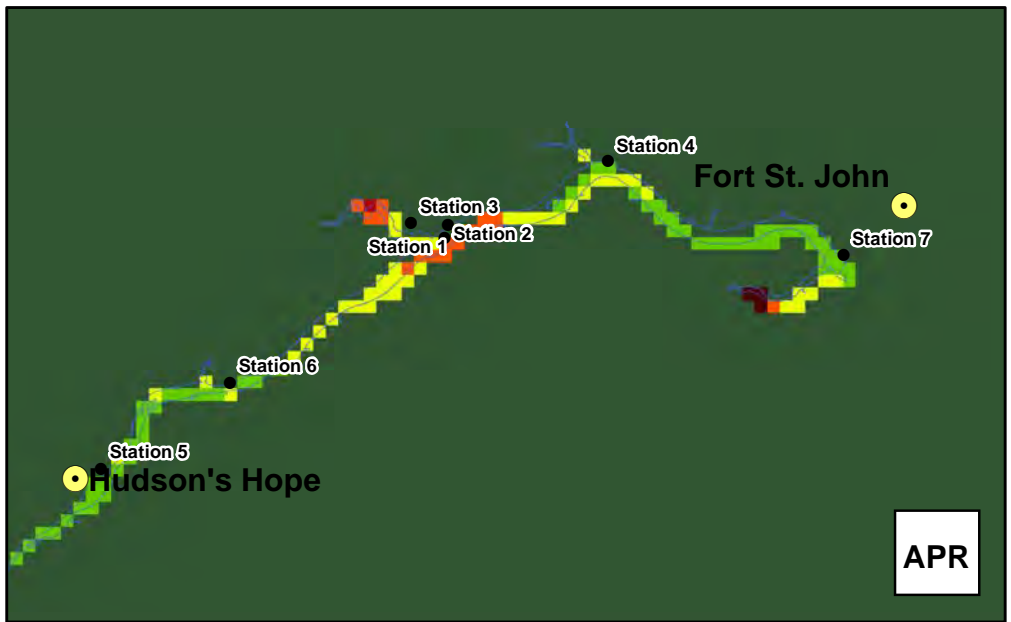 Station 4
Fort St. John
Station 3
Station 2
Station 1
Station 7
Station 6
Station 5
Hudson's Hope
APR